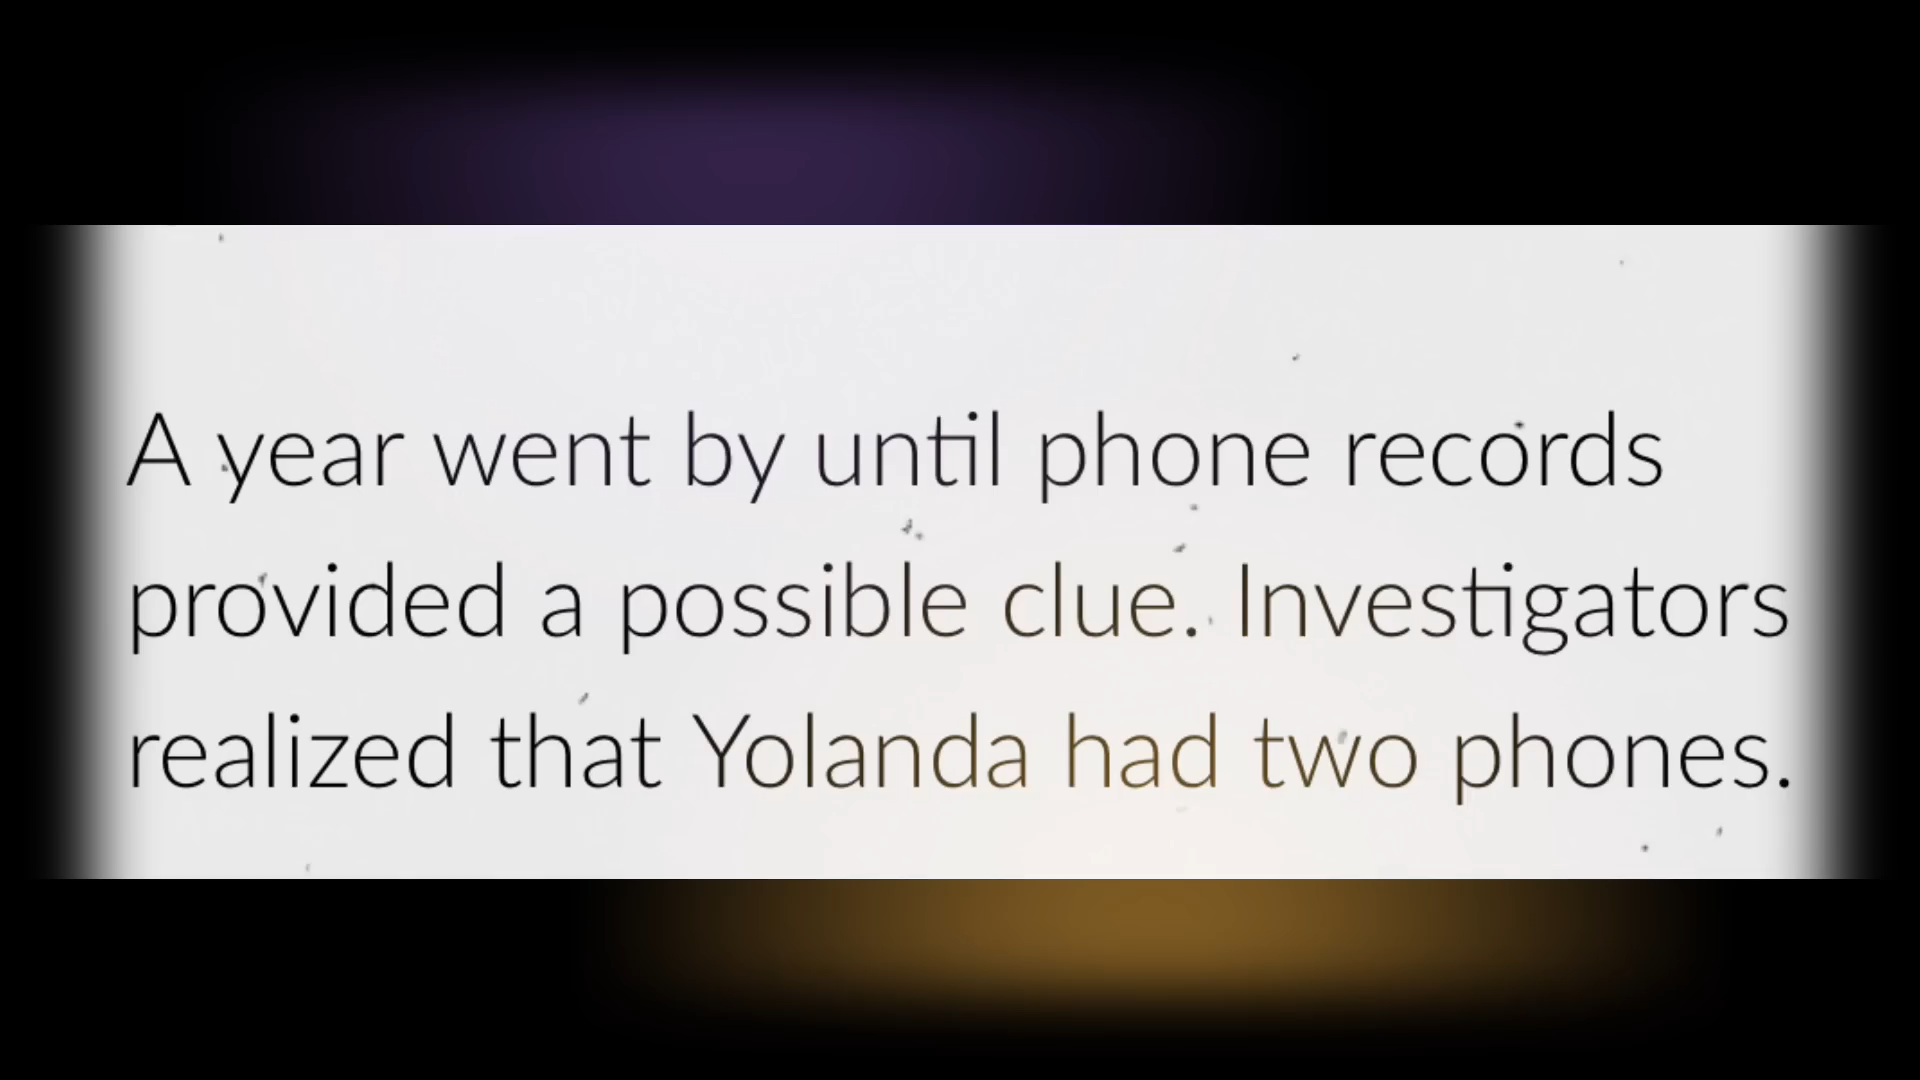 A year went by until phone records
provided a possible clue. Investigators
realized that Yolanda had two phones.